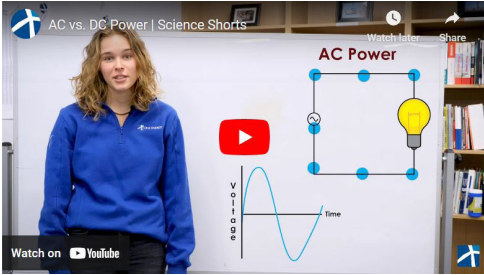 AC vs. DC Power | Science Shorts
Watch later
Share
AC Power
Voltage
Time
Watch on YouTube